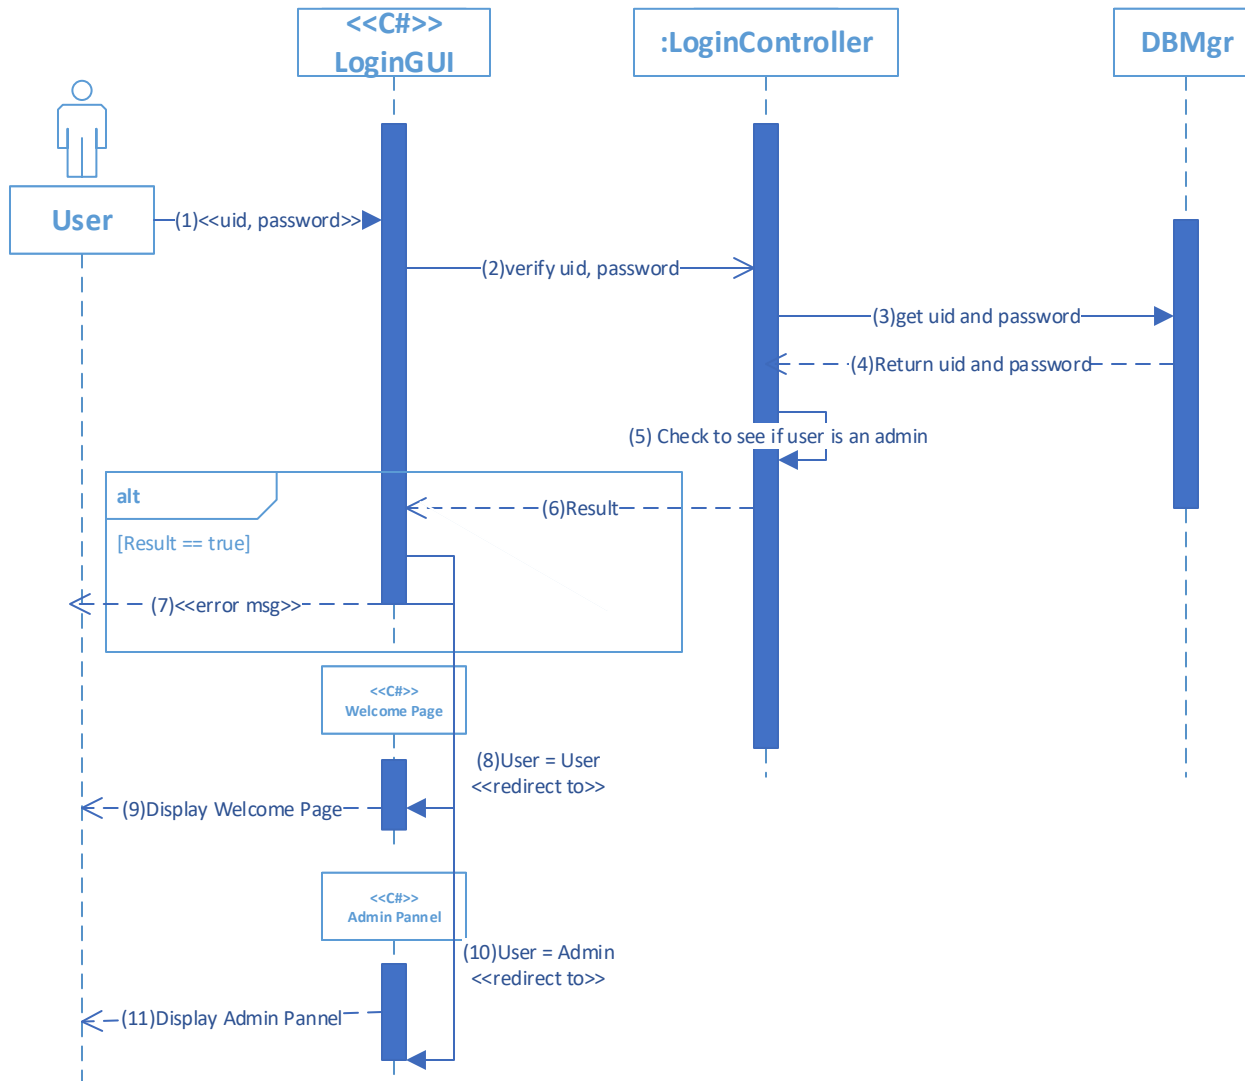 <<C#>>
LoginGUI
:LoginController
DBMgr
User
(1)<<uid, password>>
(2)verify uid, password
(3)get uid and password
(4)Return uid and password
(5) Check to see if user is an admin
alt
(6)Result
[Result == true]
(7)<<error msg>>
<<C#>>
Welcome Page
(8)User = User
<<redirect to>>
(9)Display Welcome Page
<<C#>>
Admin Pannel
(10)User = Admin
<<redirect to>>
(11)Display Admin Pannel